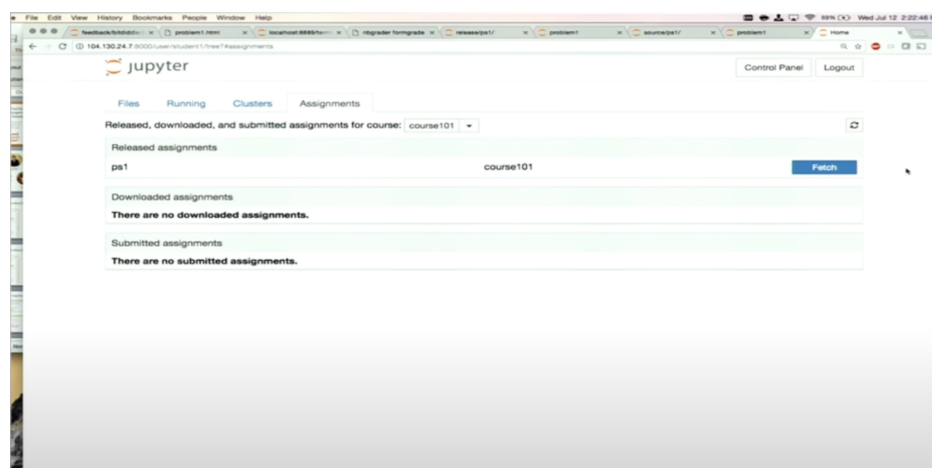 File Edit View History Bookmarks People Window Help
Wed Jul 12 2:22:46
problem1.html
nbgrader formgrade
release/ps1/
problem1
source/ps1/
problem1
Home
104.130.24.7:8000/user/student1/tree?#assignments
jupyter
Control Panel Logout
Files Running Clusters Assignments
Released, downloaded, and submitted assignments for course: course101
Released assignments
ps1 course101 Fetch
Downloaded assignments
There are no downloaded assignments.
Submitted assignments
There are no submitted assignments.